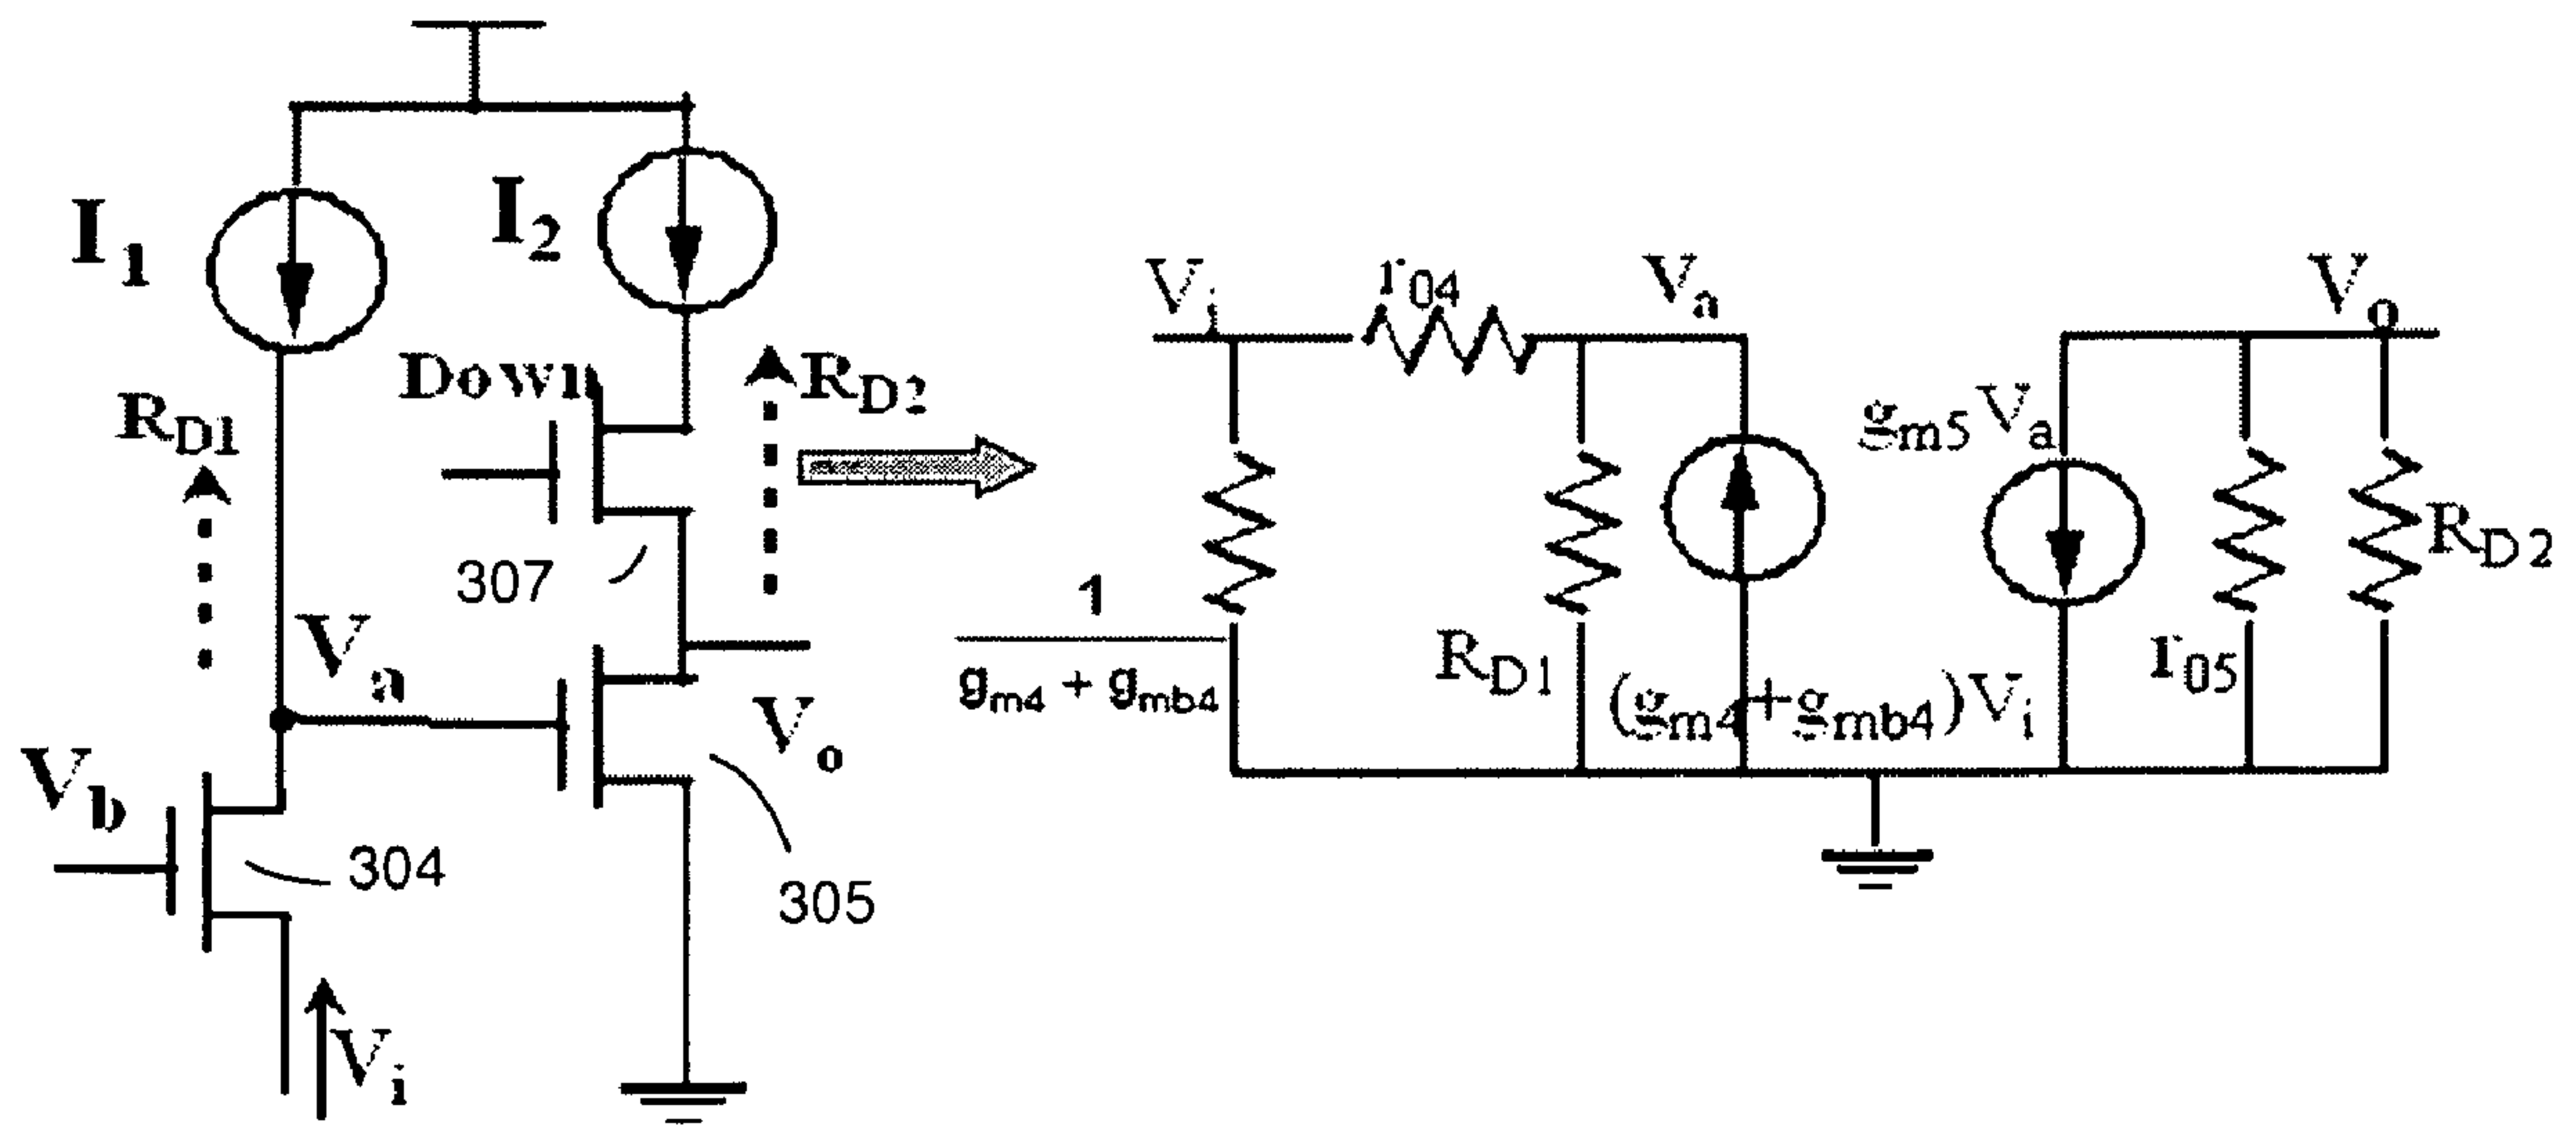 I1
I2
Down
RD1
RD2
307
Va
Vb
304
Vo
305
Vi
Vi
r04
Va
Vo
gm5Va
1
gm4 + gmb4
RD1
(gm4+gmb4)Vi
r05
RD2